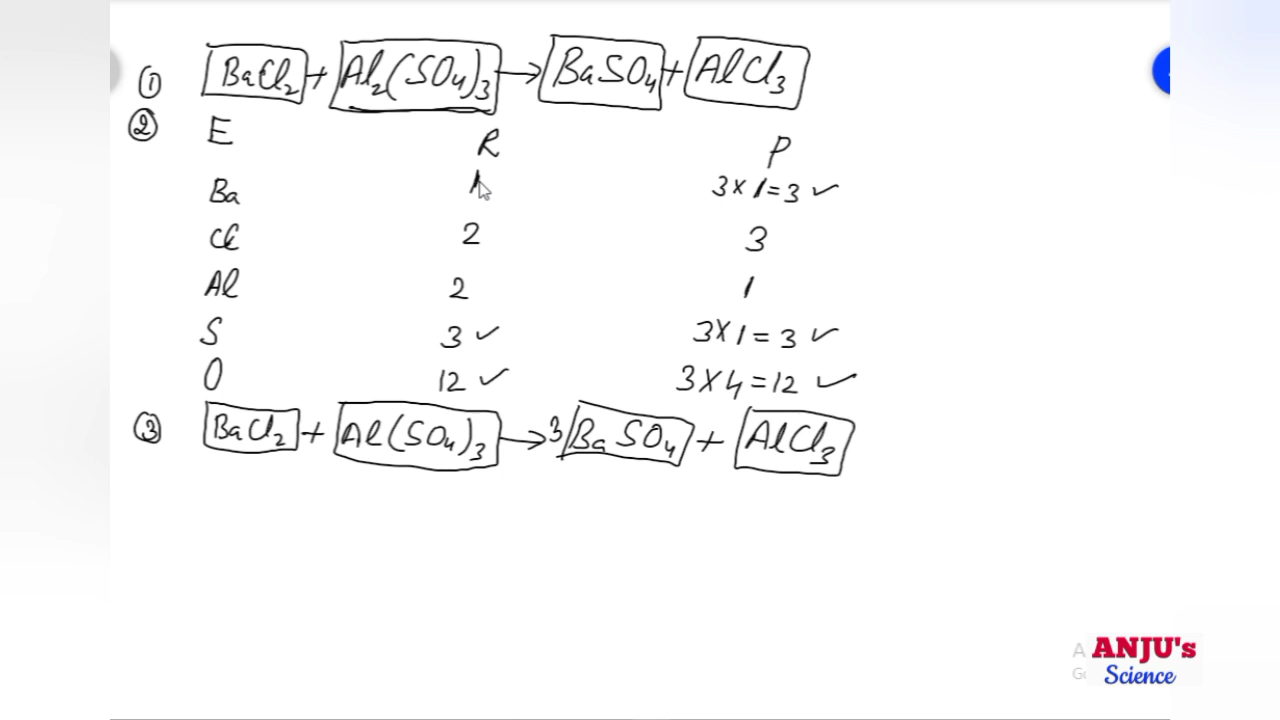 ① BaCl₂ + Al₂(SO₄)₃ → BaSO₄ + AlCl₃
② E R P
Ba 1 3×1=3 ✓
Cl 2 3
Al 2 1
S 3 ✓ 3×1=3 ✓
O 12 ✓ 3×4=12 ✓
③ BaCl₂ + Al(SO₄)₃ → 3BaSO₄ + AlCl₃
ANJU's
Science